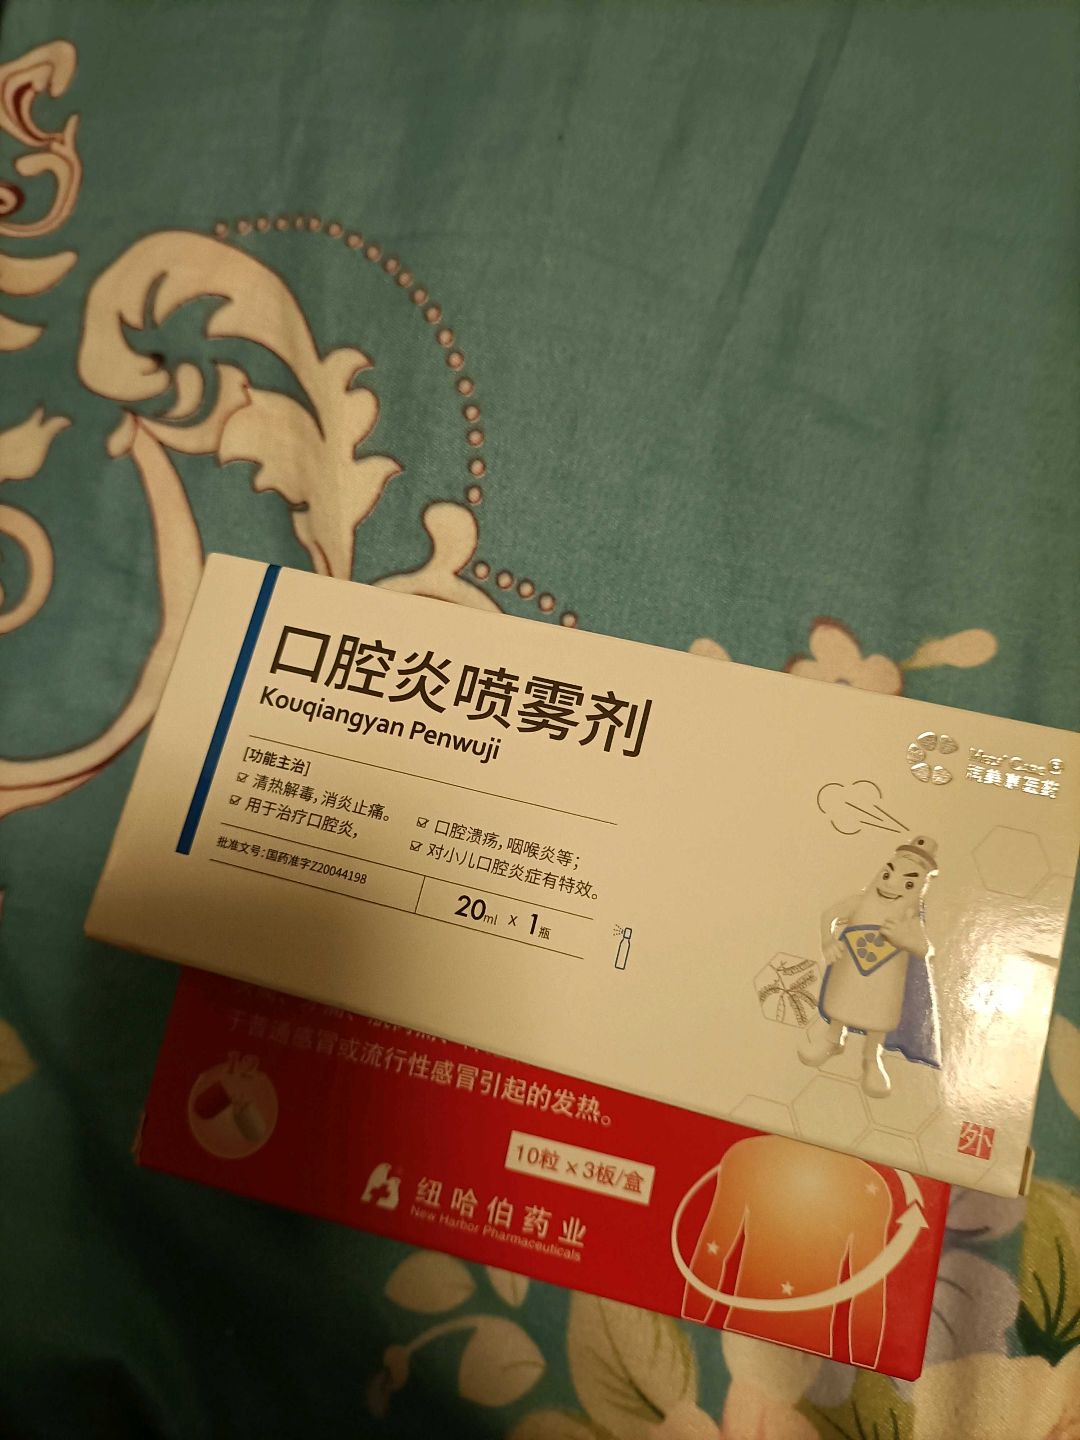 口腔炎喷雾剂
Kouqiangyan Penwuji
[功能主治]
清热解毒,消炎止痛。
用于治疗口腔炎,
口腔溃疡,咽喉炎等;
对小儿口腔炎症有特效。
批准文号:国药准字Z20044198
20ml x 1瓶
外
于普通感冒或流行性感冒引起的发热。
12
10粒 x 3板/盒
纽哈伯药业
New Harbor Pharmaceuticals